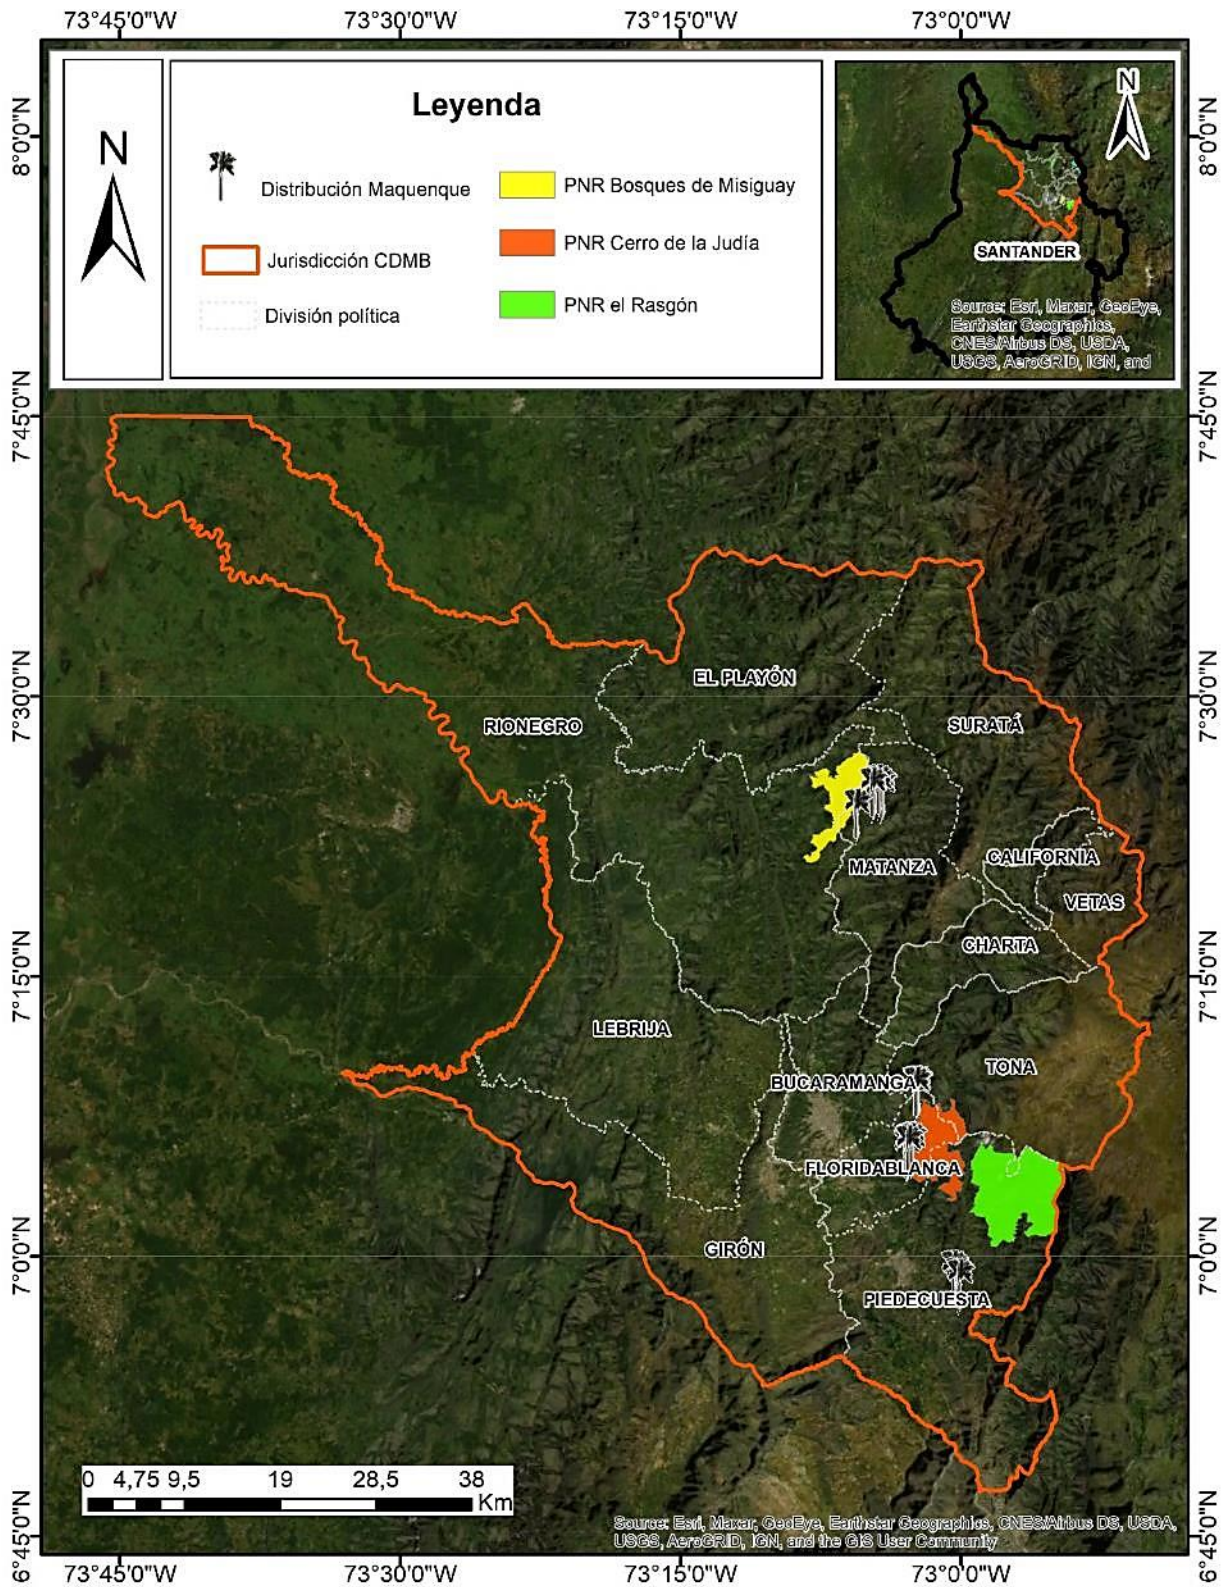 73°45'0"W 73°30'0"W 73°15'0"W 73°0'0"W
8°0'0"N
7°45'0"N
7°30'0"N
7°15'0"N
7°0'0"N
6°45'0"N
N
Leyenda
Distribución Maquenque
Jurisdicción CDMB
División política
PNR Bosques de Misiguay
PNR Cerro de la Judía
PNR el Rasgón
N
SANTANDER
Source: Esri, Maxar, GeoEye,
Earthstar Geographics,
CNES/Airbus DS, USDA,
USGS, AeroGRID, IGN, and
8°0'0"N
7°45'0"N
7°30'0"N
7°15'0"N
7°0'0"N
6°45'0"N
EL PLAYÓN
RIONEGRO
SURATÁ
MATANZA
CALIFORNIA
VETAS
CHARTA
LEBRIJA
TONA
BUCARAMANGA
FLORIDABLANCA
GIRÓN
PIEDECUESTA
0 4,75 9,5 19 28,5 38
Km
Source: Esri, Maxar, GeoEye, Earthstar Geographics, CNES/Airbus DS, USDA,
USGS, AeroGRID, IGN, and the GIS User Community
73°45'0"W 73°30'0"W 73°15'0"W 73°0'0"W